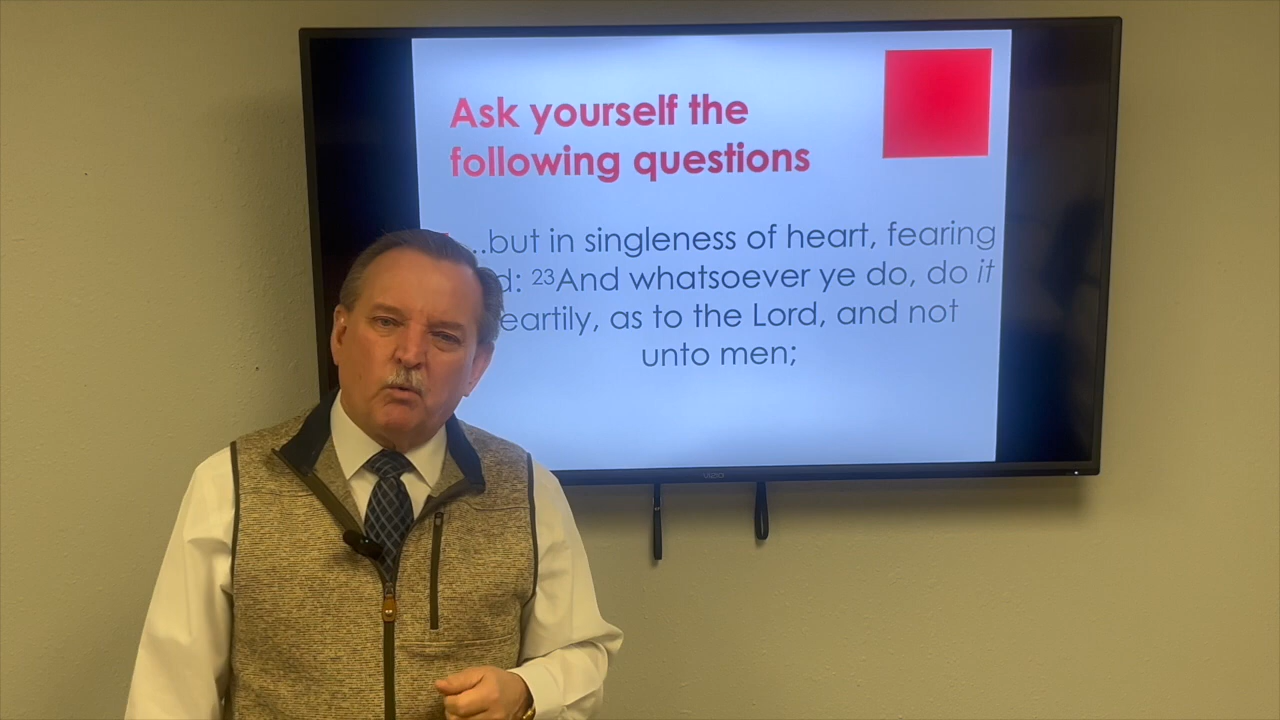 Ask yourself the
following questions
..but in singleness of heart, fearing
d: 23And whatsoever ye do, do it
eartily, as to the Lord, and not
unto men;
VIZIO